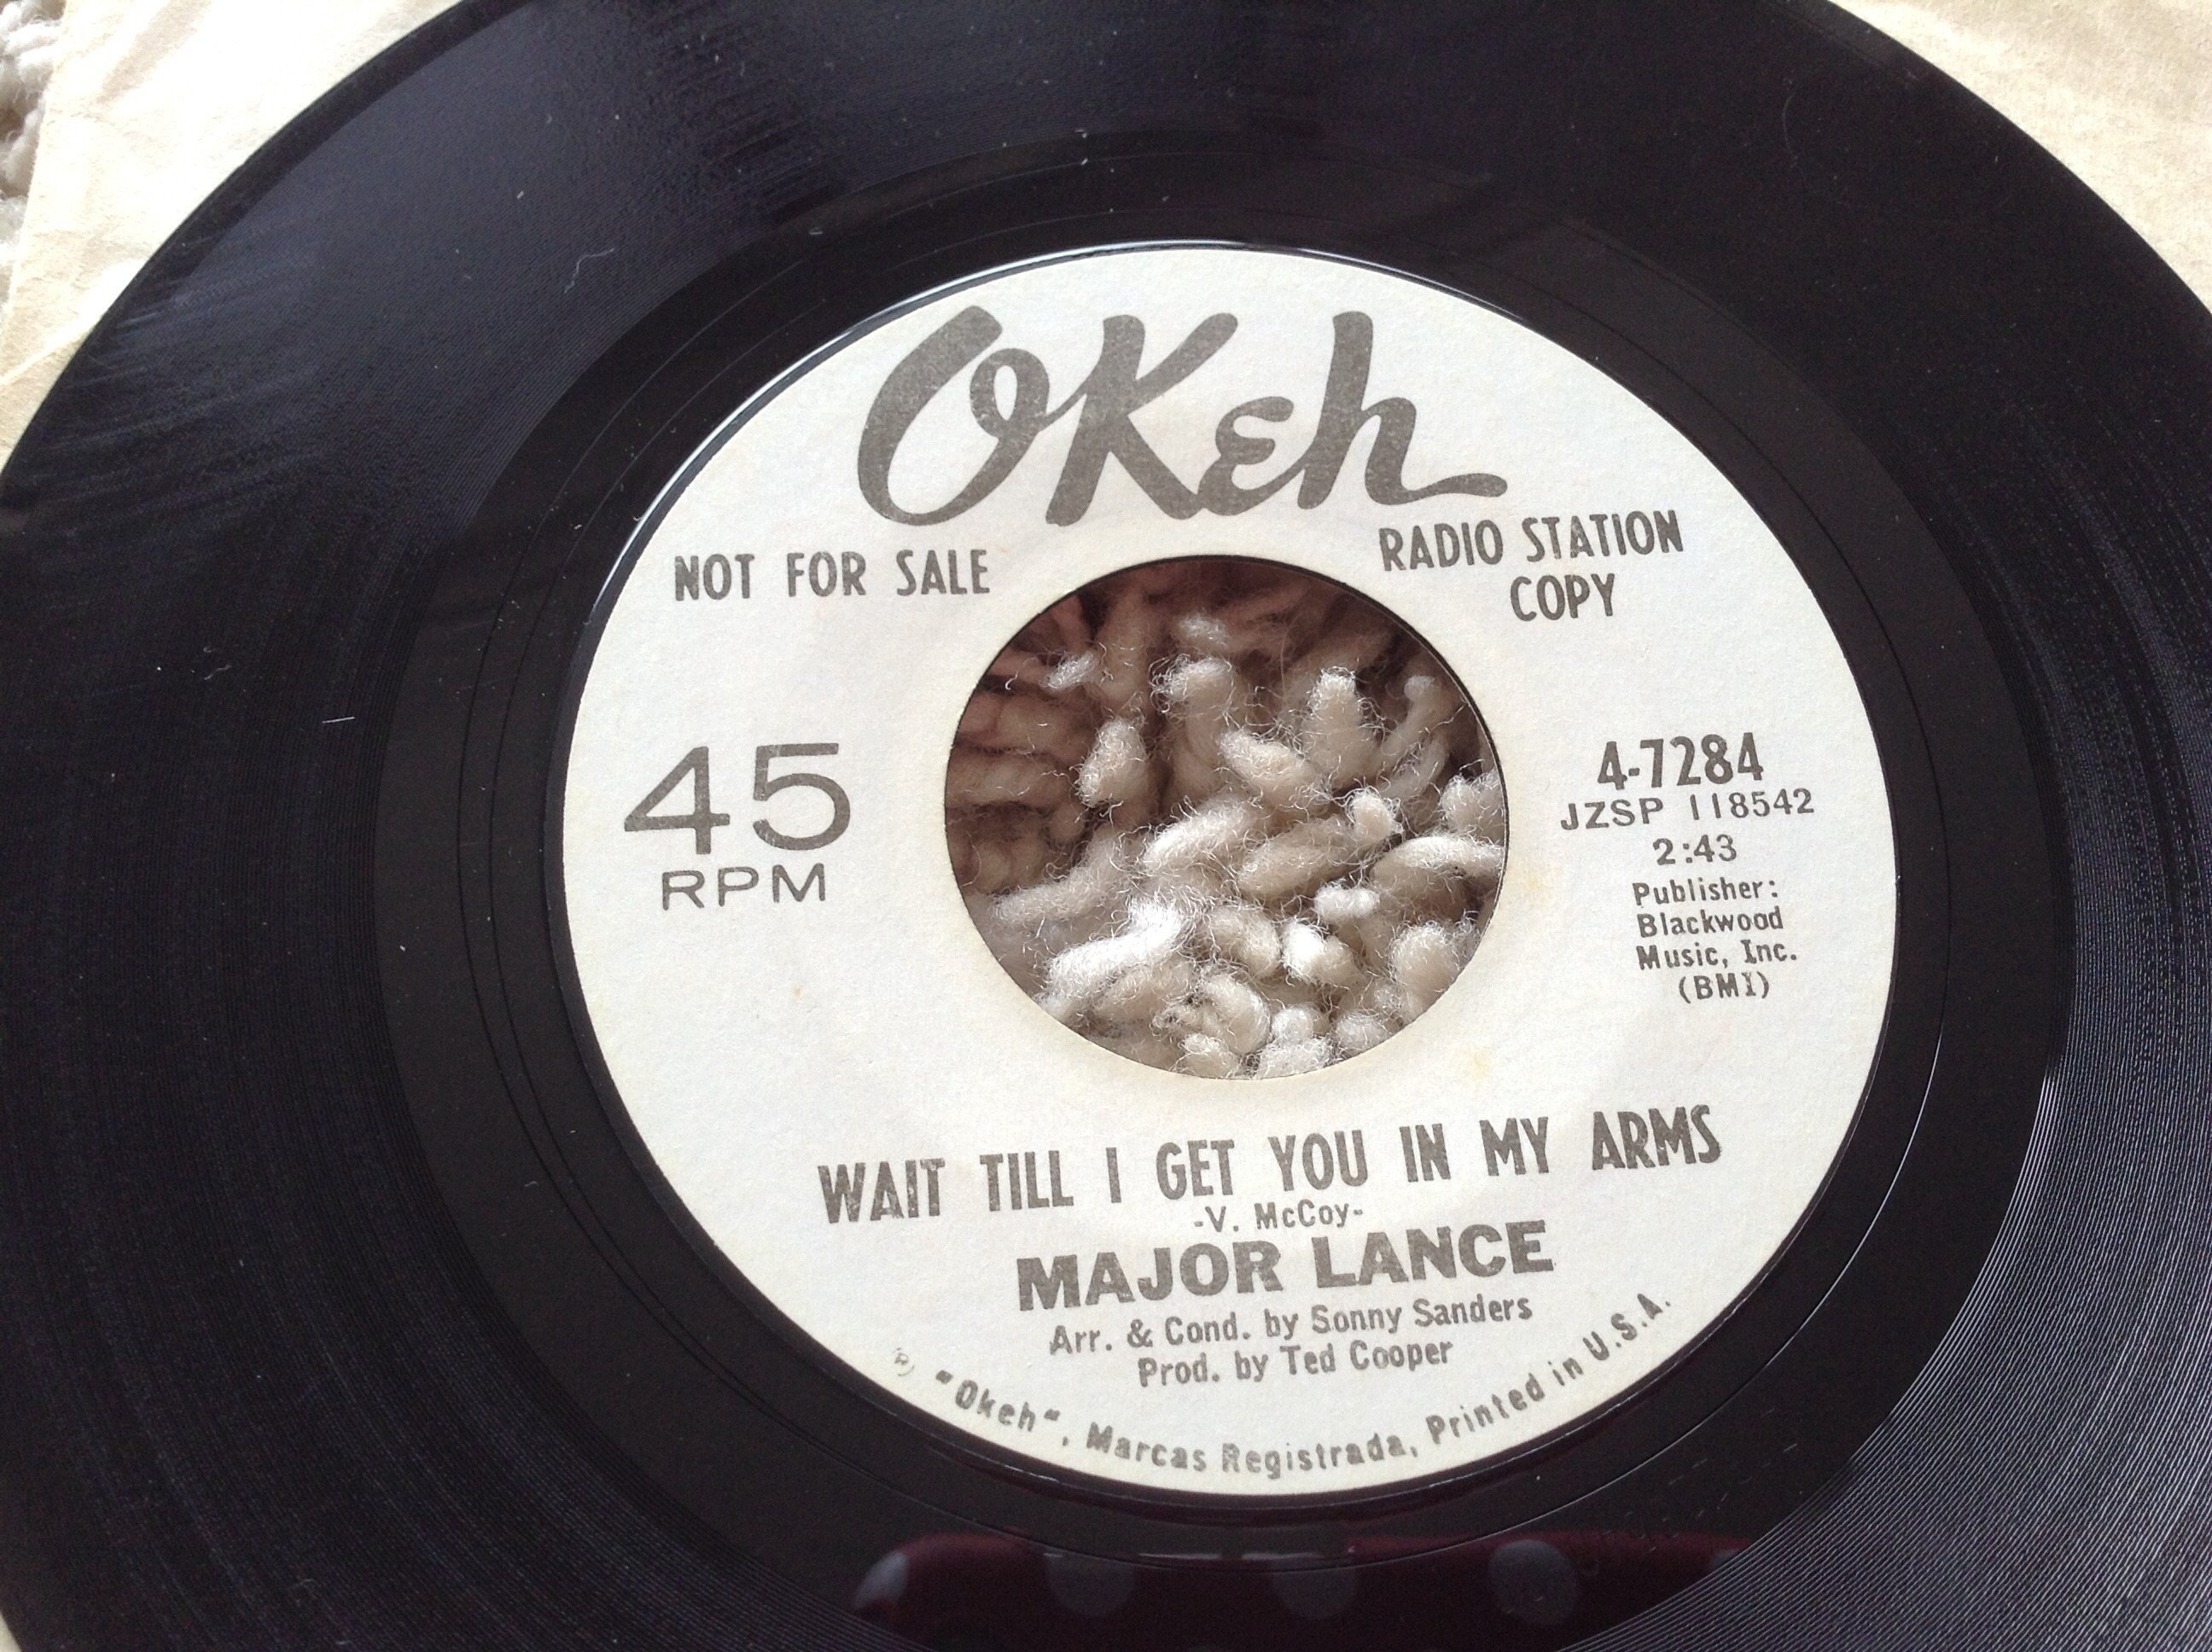 OKeh
NOT FOR SALE
RADIO STATION
COPY
45
RPM
4-7284
JZSP 118542
2:43
Publisher:
Blackwood
Music, Inc.
(BMI)
WAIT TILL I GET YOU IN MY ARMS
-V. McCoy-
MAJOR LANCE
Arr. & Cond. by Sonny Sanders
Prod. by Ted Cooper
(R) "Okeh", Marcas Registrada, Printed in U.S.A.